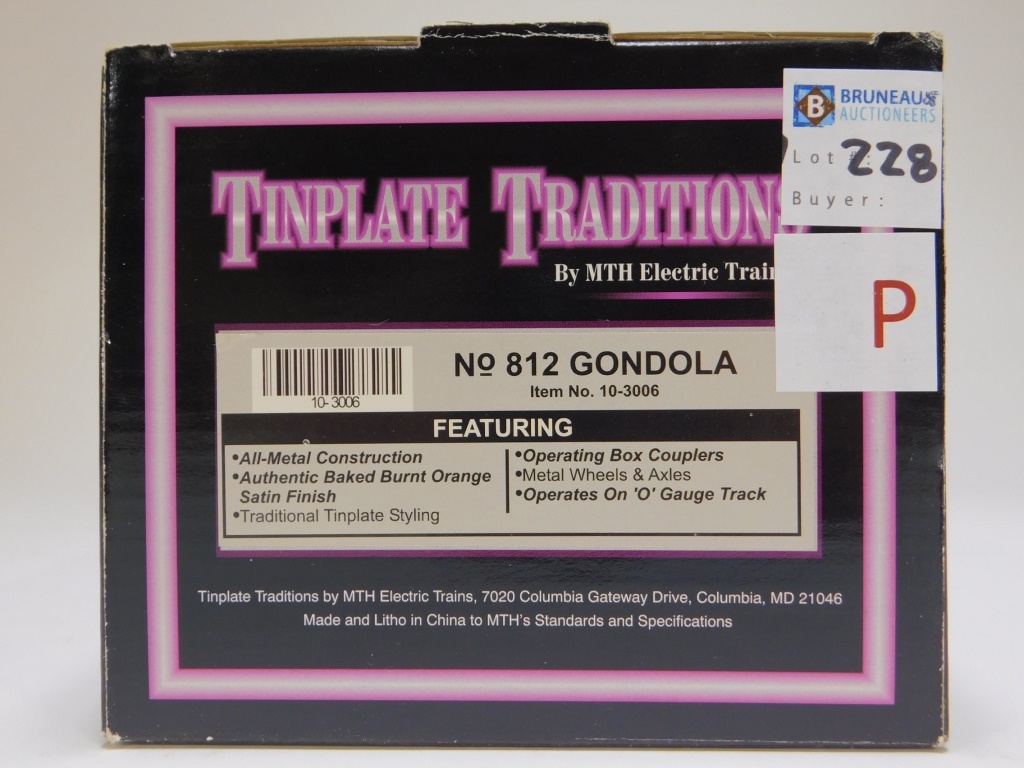 BRUNEAU&
AUCTIONEERS
Lot #: 228
Buyer:
P
TINPLATE TRADITIONS
By MTH Electric Train
10-3006
Nº 812 GONDOLA
Item No. 10-3006
FEATURING
•All-Metal Construction
•Authentic Baked Burnt Orange
Satin Finish
•Traditional Tinplate Styling
•Operating Box Couplers
•Metal Wheels & Axles
•Operates On 'O' Gauge Track
Tinplate Traditions by MTH Electric Trains, 7020 Columbia Gateway Drive, Columbia, MD 21046
Made and Litho in China to MTH's Standards and Specifications